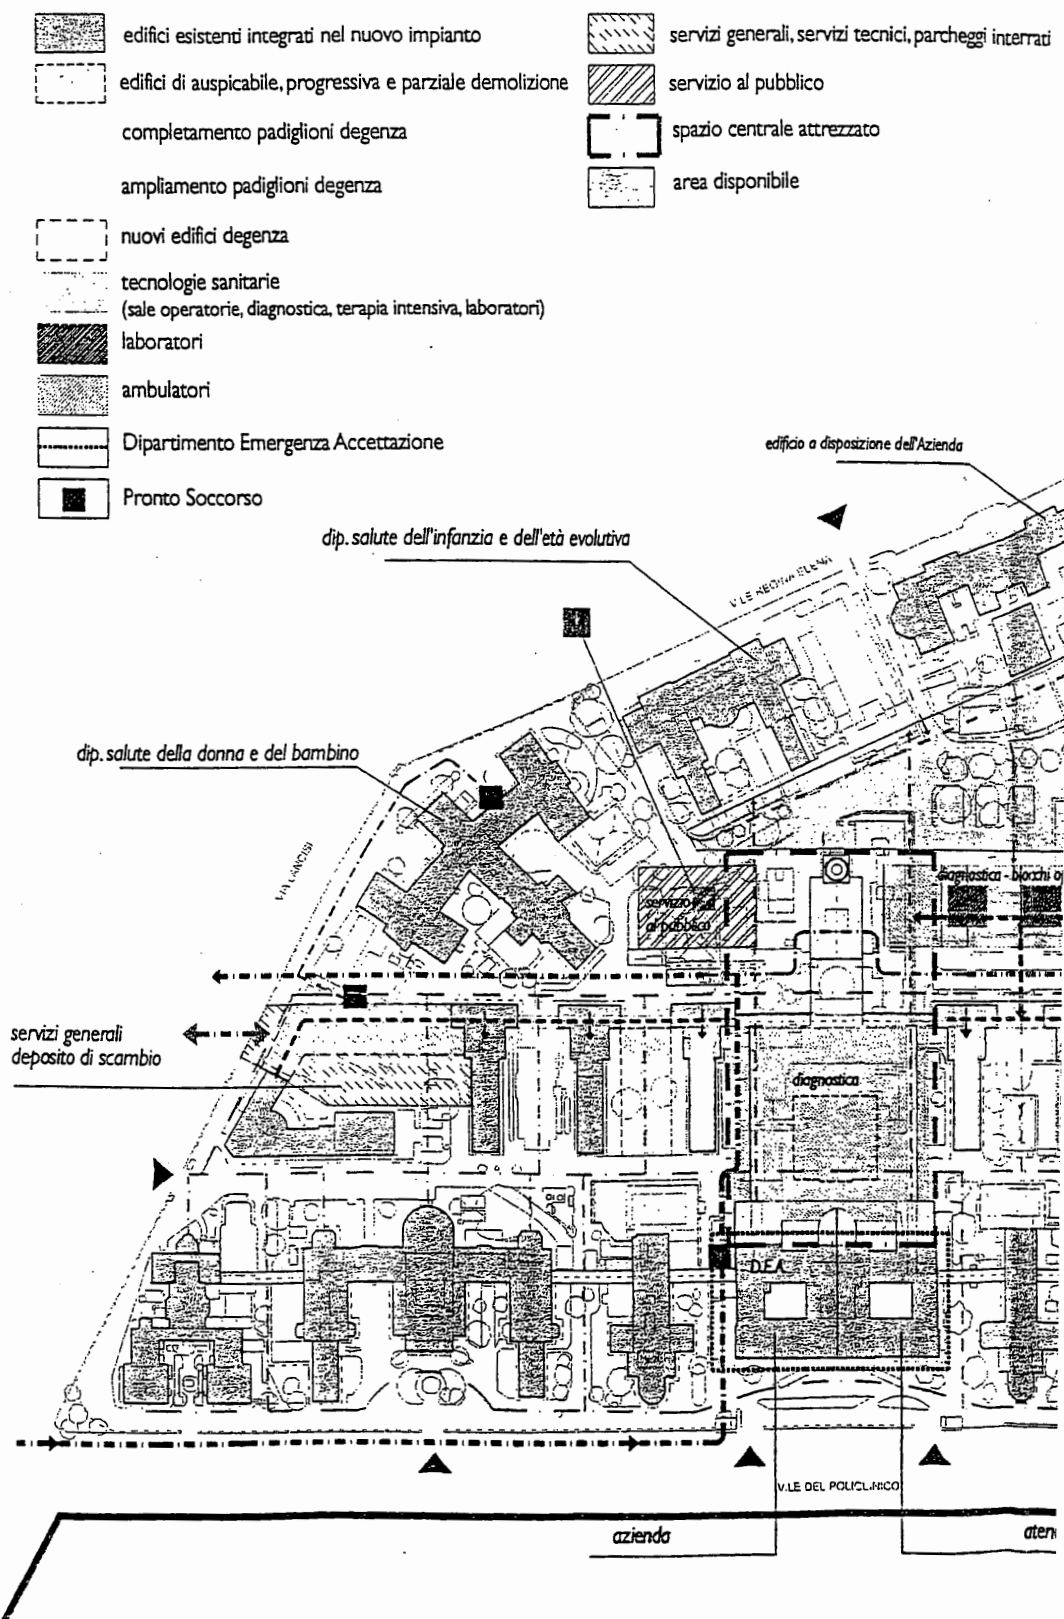 edifici esistenti integrati nel nuovo impianto
edifici di auspicabile, progressiva e parziale demolizione
completamento padiglioni degenza
ampliamento padiglioni degenza
nuovi edifici degenza
tecnologie sanitarie
(sale operatorie, diagnostica, terapia intensiva, laboratori)
laboratori
ambulatori
Dipartimento Emergenza Accettazione
Pronto Soccorso
servizi generali, servizi tecnici, parcheggi interrati
servizio al pubblico
spazio centrale attrezzato
area disponibile
edificio a disposizione dell'Azienda
dip. salute dell'infanzia e dell'età evolutiva
V.LE REGINA ELENA
dip. salute della donna e del bambino
VIA LANCISI
diagnostica - blocchi o
servizio
al pubblico
servizi generali
deposito di scambio
diagnostica
D.E.A.
V.LE DEL POLICLINICO
azienda
aten